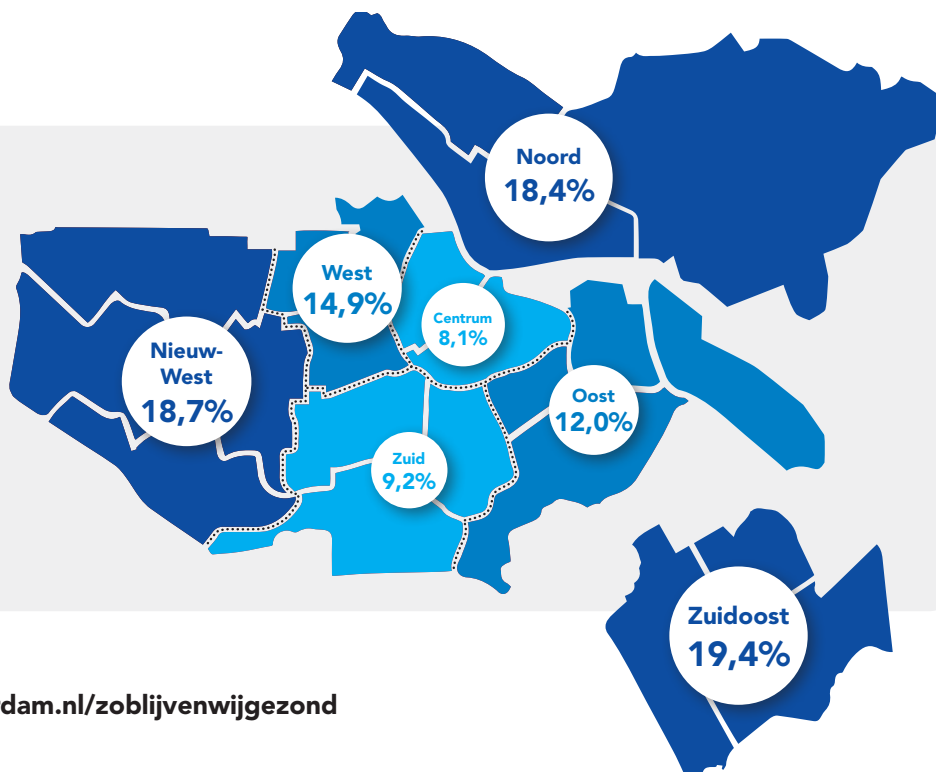 Noord
18,4%
West
14,9%
Centrum
8,1%
Nieuw-
West
18,7%
Oost
12,0%
Zuid
9,2%
Zuidoost
19,4%
dam.nl/zoblijvenwijgezond